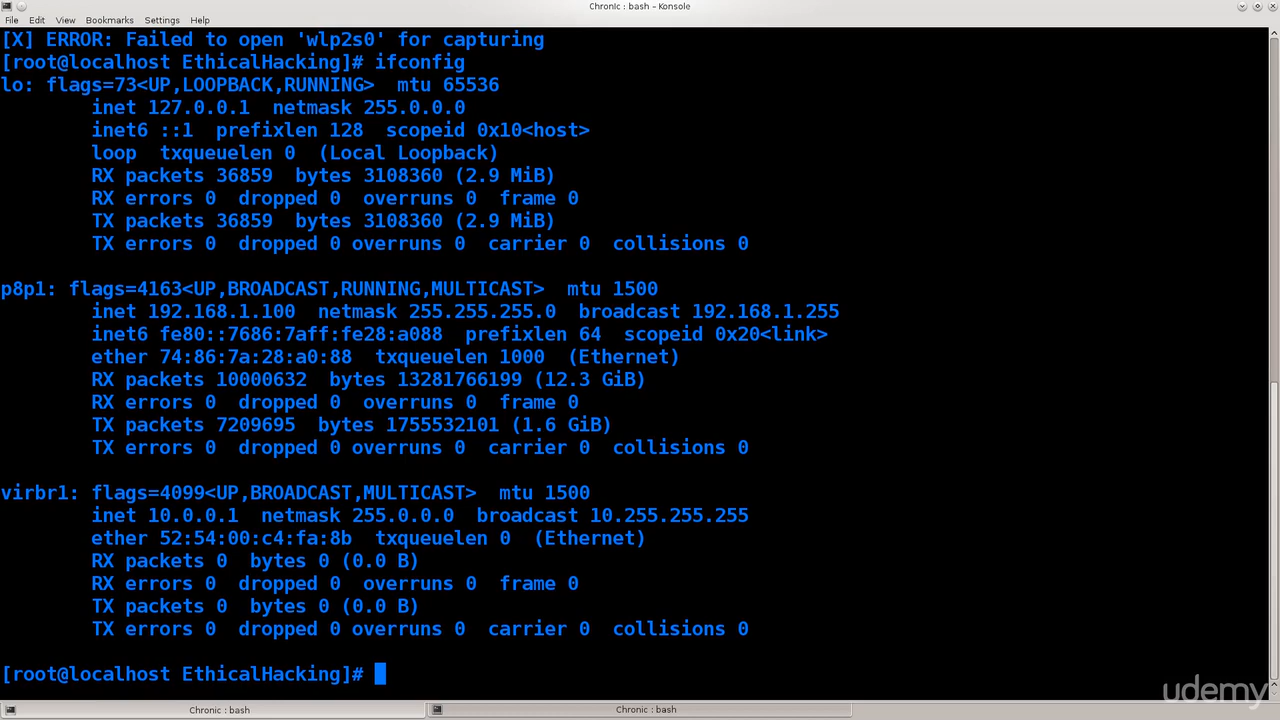 Chronic : bash - Konsole
File Edit View Bookmarks Settings Help
[X] ERROR: Failed to open 'wlp2s0' for capturing
[root@localhost EthicalHacking]# ifconfig
lo: flags=73<UP,LOOPBACK,RUNNING>  mtu 65536
        inet 127.0.0.1  netmask 255.0.0.0
        inet6 ::1  prefixlen 128  scopeid 0x10<host>
        loop  txqueuelen 0  (Local Loopback)
        RX packets 36859  bytes 3108360 (2.9 MiB)
        RX errors 0  dropped 0  overruns 0  frame 0
        TX packets 36859  bytes 3108360 (2.9 MiB)
        TX errors 0  dropped 0 overruns 0  carrier 0  collisions 0
p8p1: flags=4163<UP,BROADCAST,RUNNING,MULTICAST>  mtu 1500
        inet 192.168.1.100  netmask 255.255.255.0  broadcast 192.168.1.255
        inet6 fe80::7686:7aff:fe28:a088  prefixlen 64  scopeid 0x20<link>
        ether 74:86:7a:28:a0:88  txqueuelen 1000  (Ethernet)
        RX packets 10000632  bytes 13281766199 (12.3 GiB)
        RX errors 0  dropped 0  overruns 0  frame 0
        TX packets 7209695  bytes 1755532101 (1.6 GiB)
        TX errors 0  dropped 0 overruns 0  carrier 0  collisions 0
virbr1: flags=4099<UP,BROADCAST,MULTICAST>  mtu 1500
        inet 10.0.0.1  netmask 255.0.0.0  broadcast 10.255.255.255
        ether 52:54:00:c4:fa:8b  txqueuelen 0  (Ethernet)
        RX packets 0  bytes 0 (0.0 B)
        RX errors 0  dropped 0  overruns 0  frame 0
        TX packets 0  bytes 0 (0.0 B)
        TX errors 0  dropped 0 overruns 0  carrier 0  collisions 0
[root@localhost EthicalHacking]#
udemy
Chronic : bash Chronic : bash